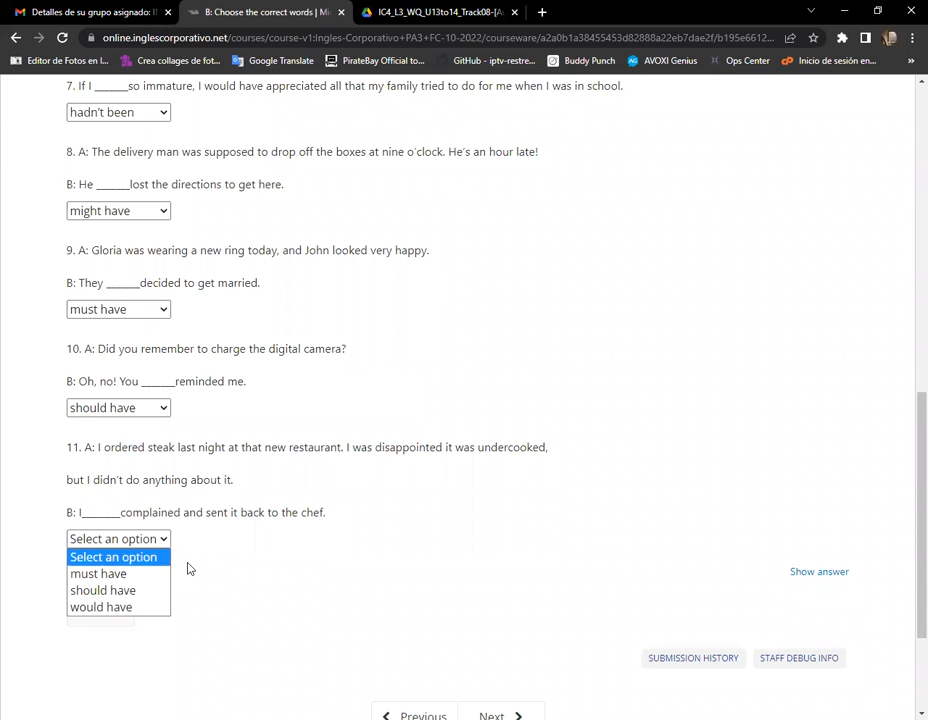 Detalles de su grupo asignado: IN
B: Choose the correct words | Mi
IC4_L3_WQ_U13to14_Track08-[Au
online.inglescorporativo.net/courses/course-v1:Ingles-Corporativo+PA3+FC-10-2022/courseware/a2a0b1a38455453d82888a22eb7dae2f/b195e6612...
Editor de Fotos en l... Crea collages de fot... Google Translate PirateBay Official to... GitHub - iptv-restre... Buddy Punch AVOXI Genius Ops Center Inicio de sesión en...
7. If I ______so immature, I would have appreciated all that my family tried to do for me when I was in school.
hadn't been
8. A: The delivery man was supposed to drop off the boxes at nine o´clock. He's an hour late!
B: He ______lost the directions to get here.
might have
9. A: Gloria was wearing a new ring today, and John looked very happy.
B: They ______decided to get married.
must have
10. A: Did you remember to charge the digital camera?
B: Oh, no! You ______reminded me.
should have
11. A: I ordered steak last night at that new restaurant. I was disappointed it was undercooked,
but I didn't do anything about it.
B: I_______complained and sent it back to the chef.
Select an option
Select an option
must have
should have
would have
Show answer
SUBMISSION HISTORY STAFF DEBUG INFO
Previous Next